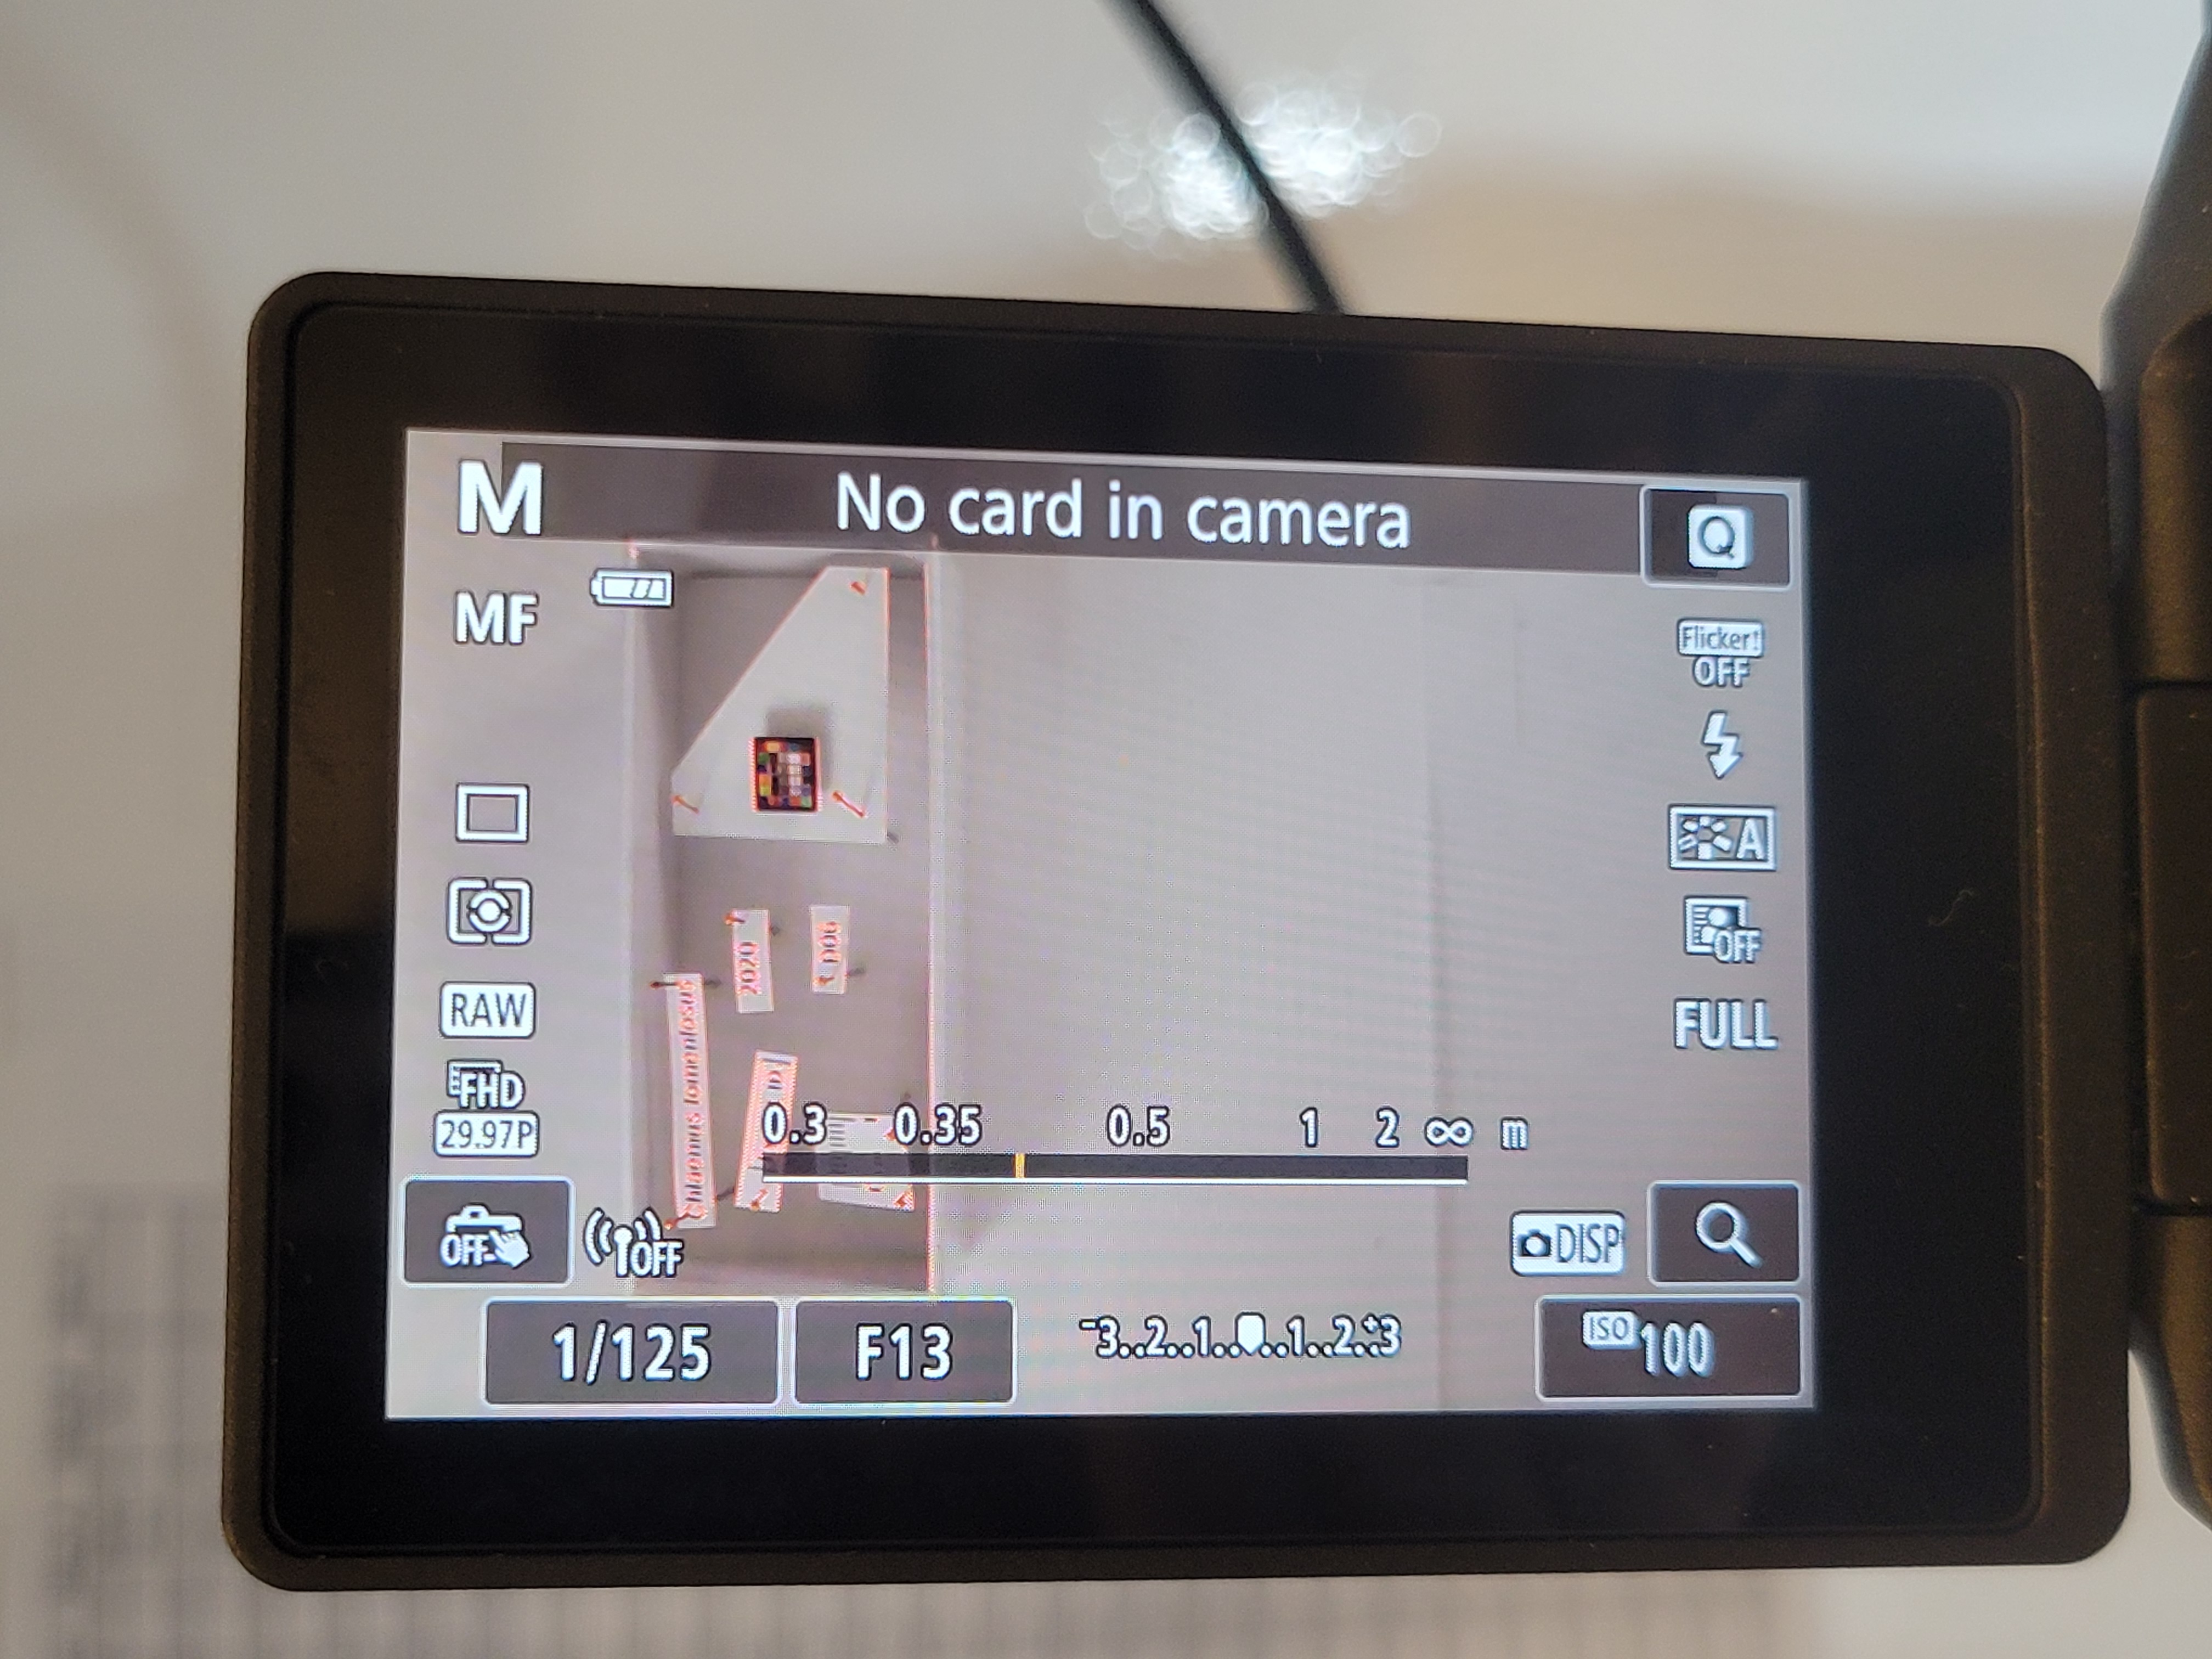 M
No card in camera
Q
MF
Flicker!
OFF
A
OFF
RAW
FULL
FHD
29.97P
2020
0.3 0.35 0.5 1 2 ∞ m
OFF
OFF
DISP
1/125
F13
-3..2..1..0..1..2..+3
ISO 100